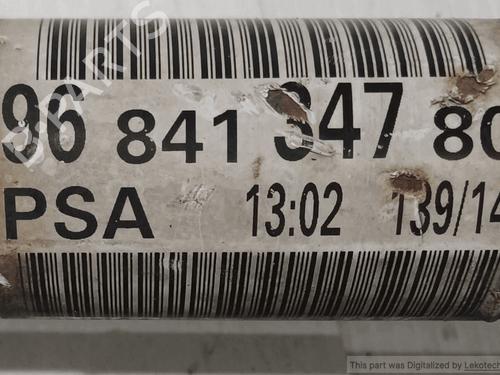 96 841 347 80
PSA 13:02 139/14
This part was Digitalized by Lekotech